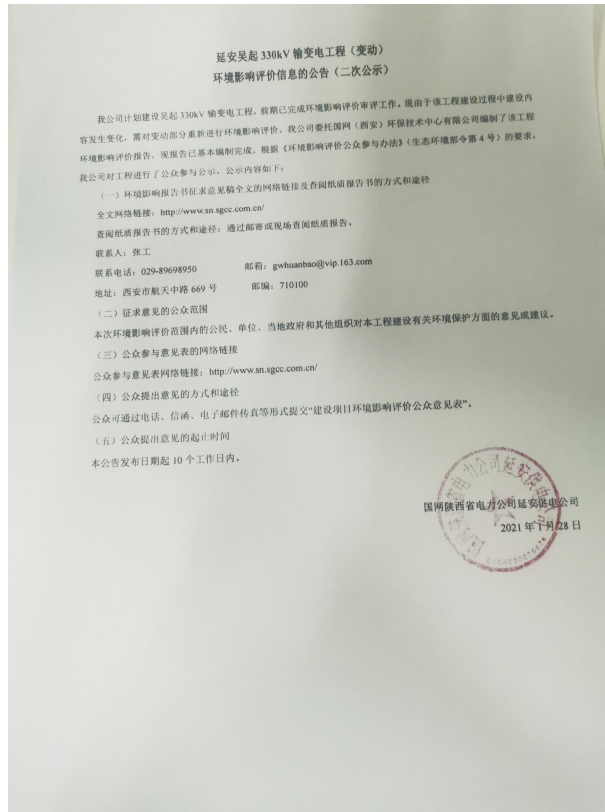 延安吴起 330kV 输变电工程（变动）
环境影响评价信息的公告（二次公示）
我公司计划建设吴起 330kV 输变电工程，前期已完成环境影响评价审评工作。现由于该工程建设过程中建设内
容发生变化，需对变动部分重新进行环境影响评价，我公司委托国网（西安）环保技术中心有限公司编制了该工程
环境影响评价报告，现报告已基本编制完成。根据《环境影响评价公众参与办法》（生态环境部令第 4 号）的要求，
我公司对工程进行了公众参与公示，公示内容如下：
（一）环境影响报告书征求意见稿全文的网络链接及查阅纸质报告书的方式和途径
全文网络链接：http://www.sn.sgcc.com.cn/
查阅纸质报告书的方式和途径：通过邮寄或现场查阅纸质报告。
联系人：张工
联系电话：029-89698950 邮箱：gwhuanbao@vip.163.com
地址：西安市航天中路 669 号 邮编：710100
（二）征求意见的公众范围
本次环境影响评价范围内的公民、单位、当地政府和其他组织对本工程建设有关环境保护方面的意见或建议。
（三）公众参与意见表的网络链接
公众参与意见表网络链接：http://www.sn.sgcc.com.cn/
（四）公众提出意见的方式和途径
公众可通过电话、信函、电子邮件传真等形式提交“建设项目环境影响评价公众意见表”。
（五）公众提出意见的起止时间
本公告发布日期起 10 个工作日内。
国网陕西省电力公司延安供电公司
2021 年 1 月 28 日